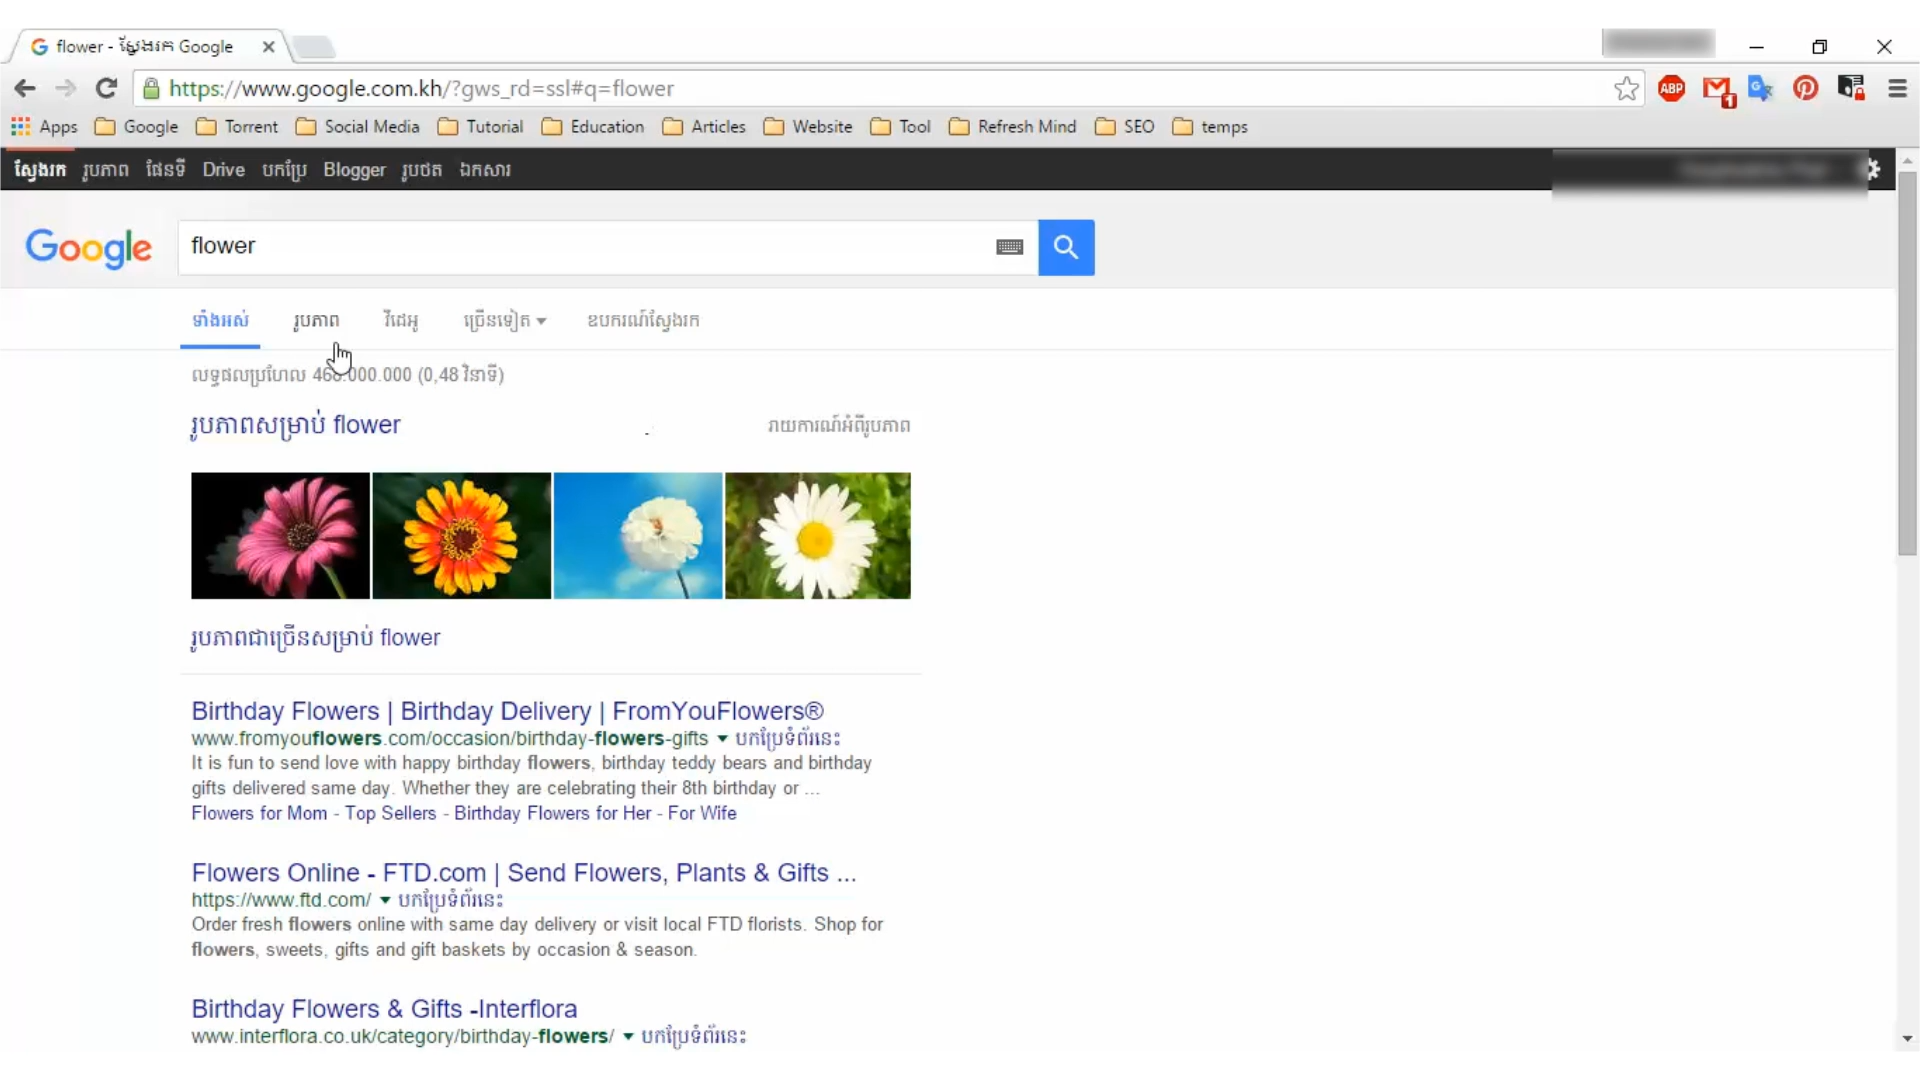 flower - ស្វែងរក Google
https://www.google.com.kh/?gws_rd=ssl#q=flower
ABP
1
Apps Google Torrent Social Media Tutorial Education Articles Website Tool Refresh Mind SEO temps
ស្វែងរក រូបភាព ផែនទី Drive បកប្រែ Blogger រូបថត ឯកសារ
Google
flower
ទាំងអស់ រូបភាព វីដេអូ ច្រើនទៀត ឧបករណ៍ស្វែងរក
លទ្ធផលប្រហែល 468.000.000 (0,48 វិនាទី)
រូបភាពសម្រាប់ flower
រាយការណ៍អំពីរូបភាព
រូបភាពជាច្រើនសម្រាប់ flower
Birthday Flowers | Birthday Delivery | FromYouFlowers®
www.fromyouflowers.com/occasion/birthday-flowers-gifts បកប្រែទំព័រនេះ
It is fun to send love with happy birthday flowers, birthday teddy bears and birthday
gifts delivered same day. Whether they are celebrating their 8th birthday or ...
Flowers for Mom - Top Sellers - Birthday Flowers for Her - For Wife
Flowers Online - FTD.com | Send Flowers, Plants & Gifts ...
https://www.ftd.com/ បកប្រែទំព័រនេះ
Order fresh flowers online with same day delivery or visit local FTD florists. Shop for
flowers, sweets, gifts and gift baskets by occasion & season.
Birthday Flowers & Gifts -Interflora
www.interflora.co.uk/category/birthday-flowers/ បកប្រែទំព័រនេះ